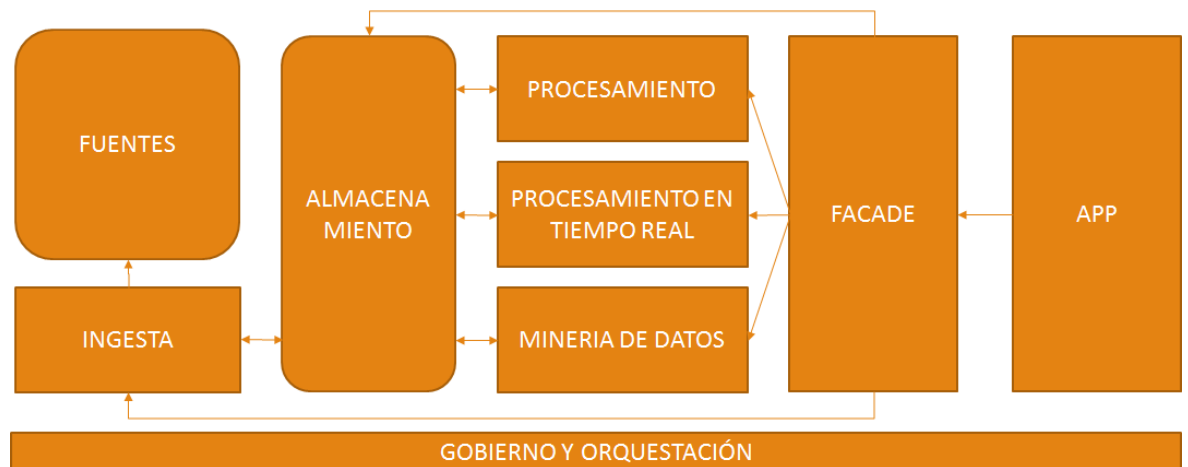 FUENTES
INGESTA
ALMACENA
MIENTO
PROCESAMIENTO
PROCESAMIENTO EN
TIEMPO REAL
MINERIA DE DATOS
FACADE
APP
GOBIERNO Y ORQUESTACIÓN